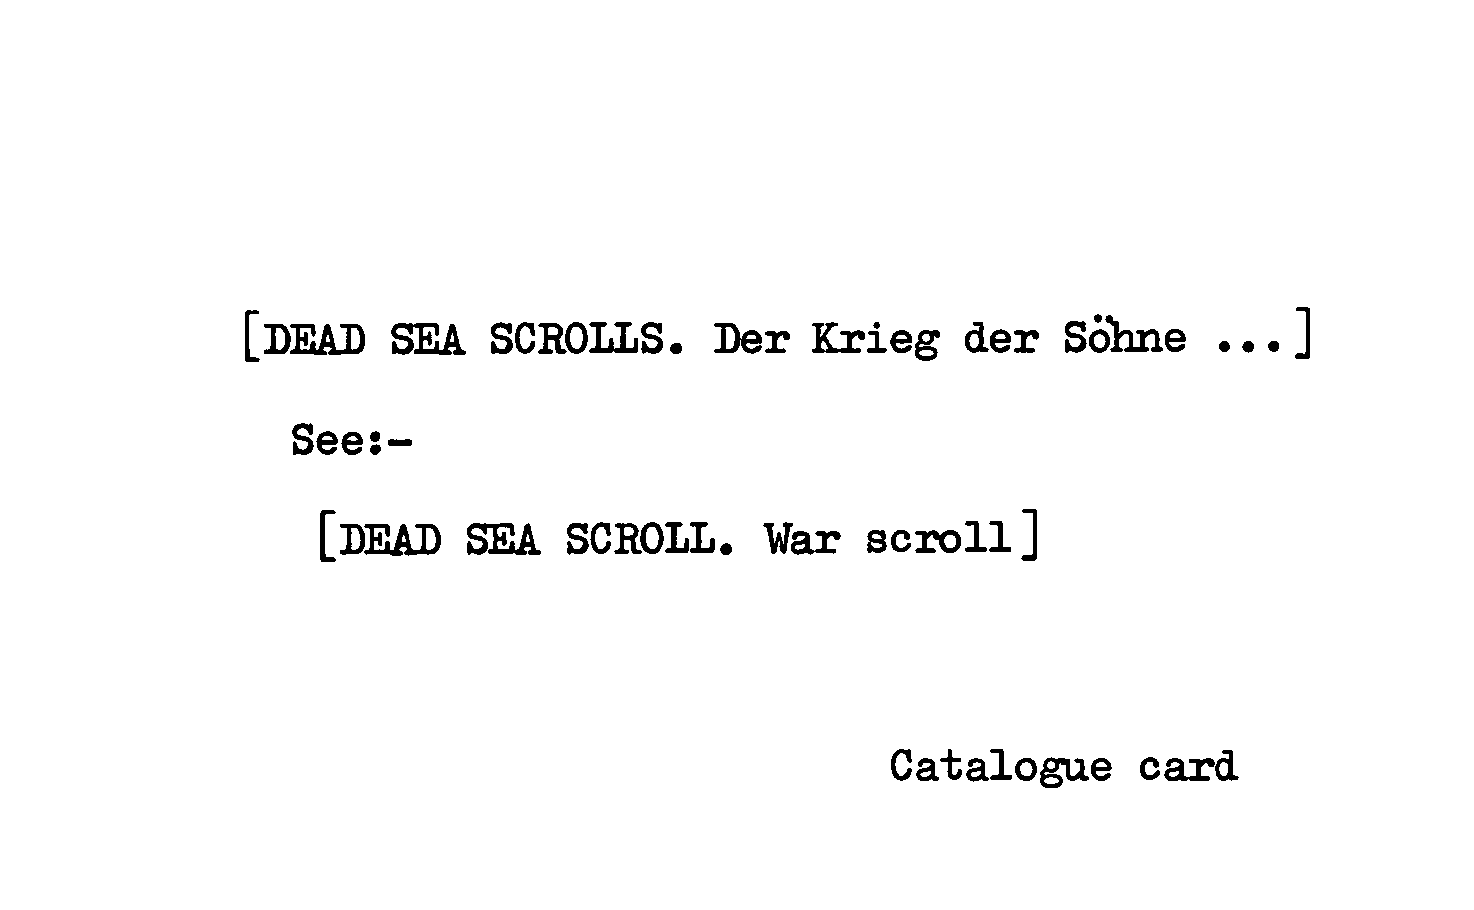 [DEAD SEA SCROLLS. Der Krieg der Söhne ...]
See:-
[DEAD SEA SCROLL. War scroll]
Catalogue card